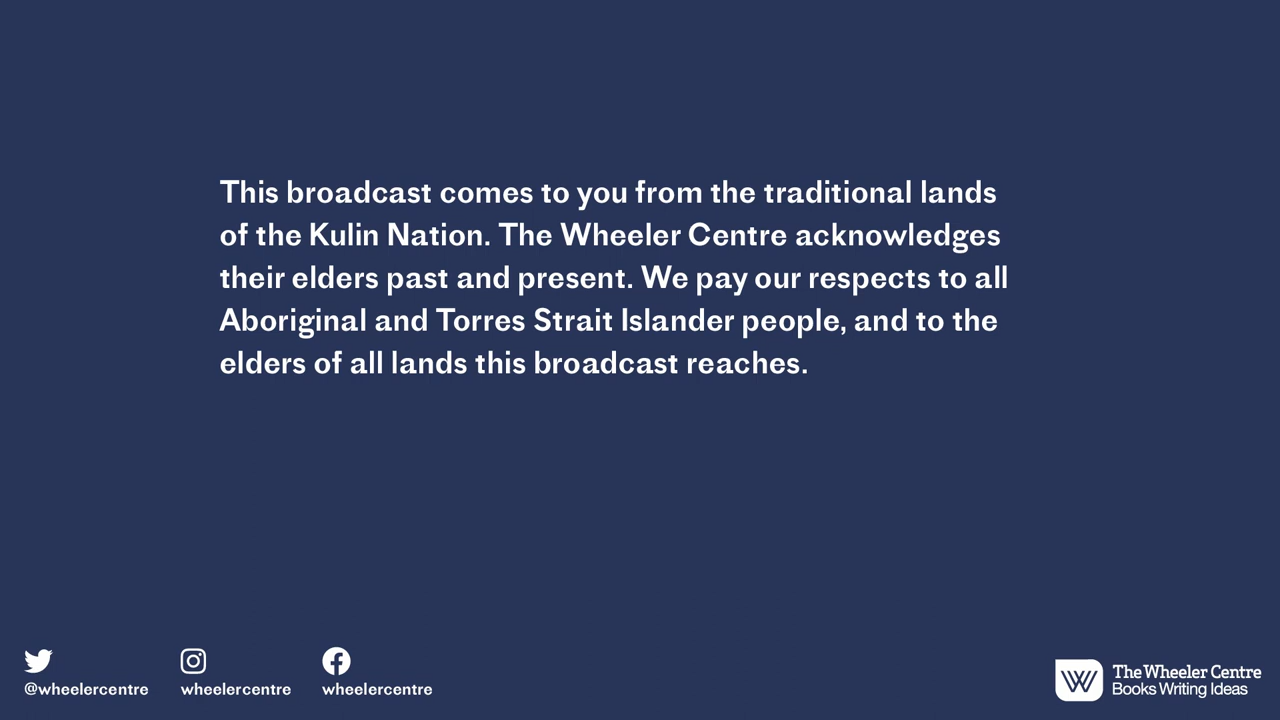 This broadcast comes to you from the traditional lands
of the Kulin Nation. The Wheeler Centre acknowledges
their elders past and present. We pay our respects to all
Aboriginal and Torres Strait Islander people, and to the
elders of all lands this broadcast reaches.
@wheelercentre
wheelercentre
wheelercentre
The Wheeler Centre
Books Writing Ideas